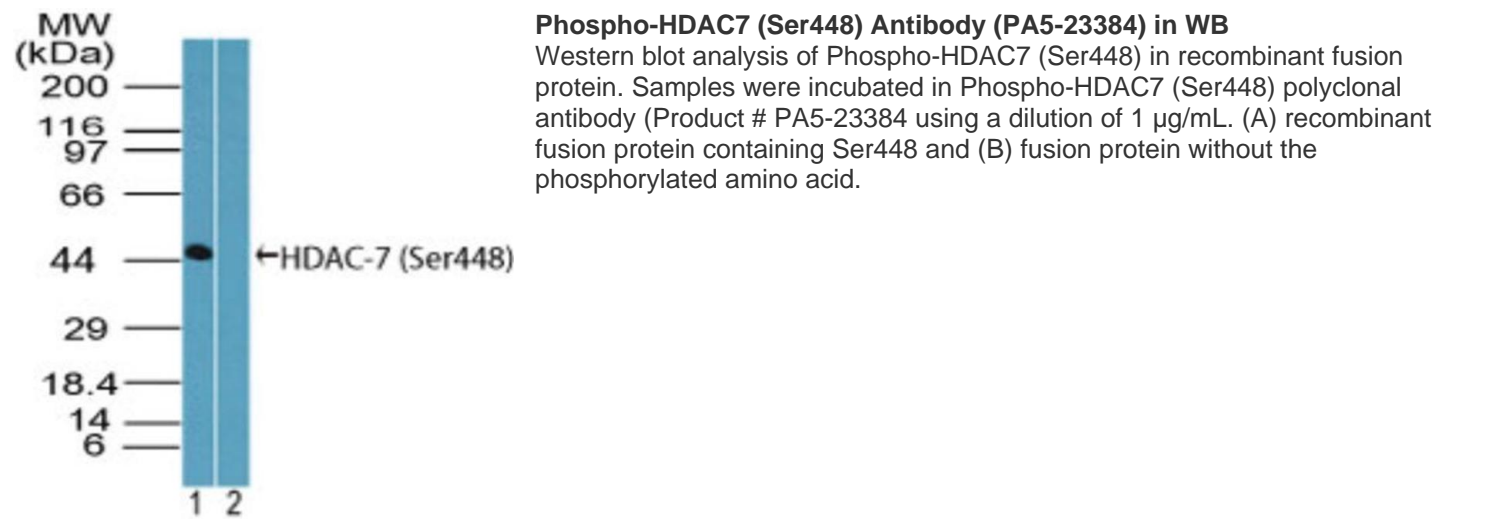 MW
(kDa)
200
116
97
66
44
29
18.4
14
6
←HDAC-7 (Ser448)
1 2
Phospho-HDAC7 (Ser448) Antibody (PA5-23384) in WB
Western blot analysis of Phospho-HDAC7 (Ser448) in recombinant fusion
protein. Samples were incubated in Phospho-HDAC7 (Ser448) polyclonal
antibody (Product # PA5-23384 using a dilution of 1 µg/mL. (A) recombinant
fusion protein containing Ser448 and (B) fusion protein without the
phosphorylated amino acid.